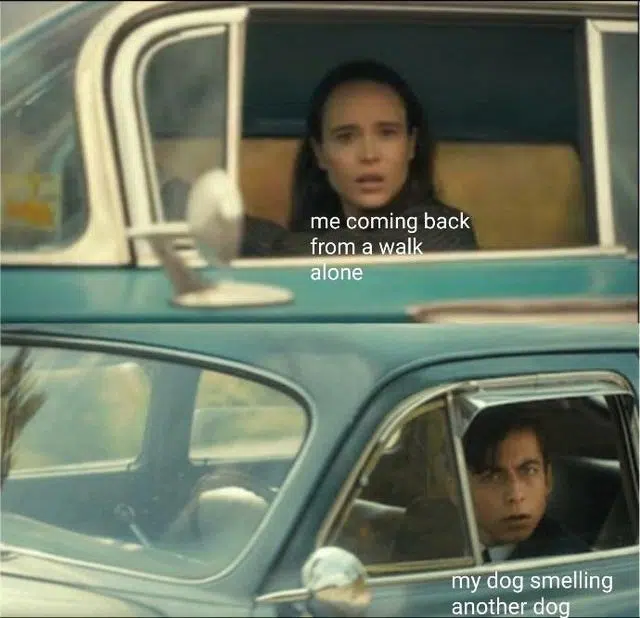 me coming back
from a walk
alone
my dog smelling
another dog